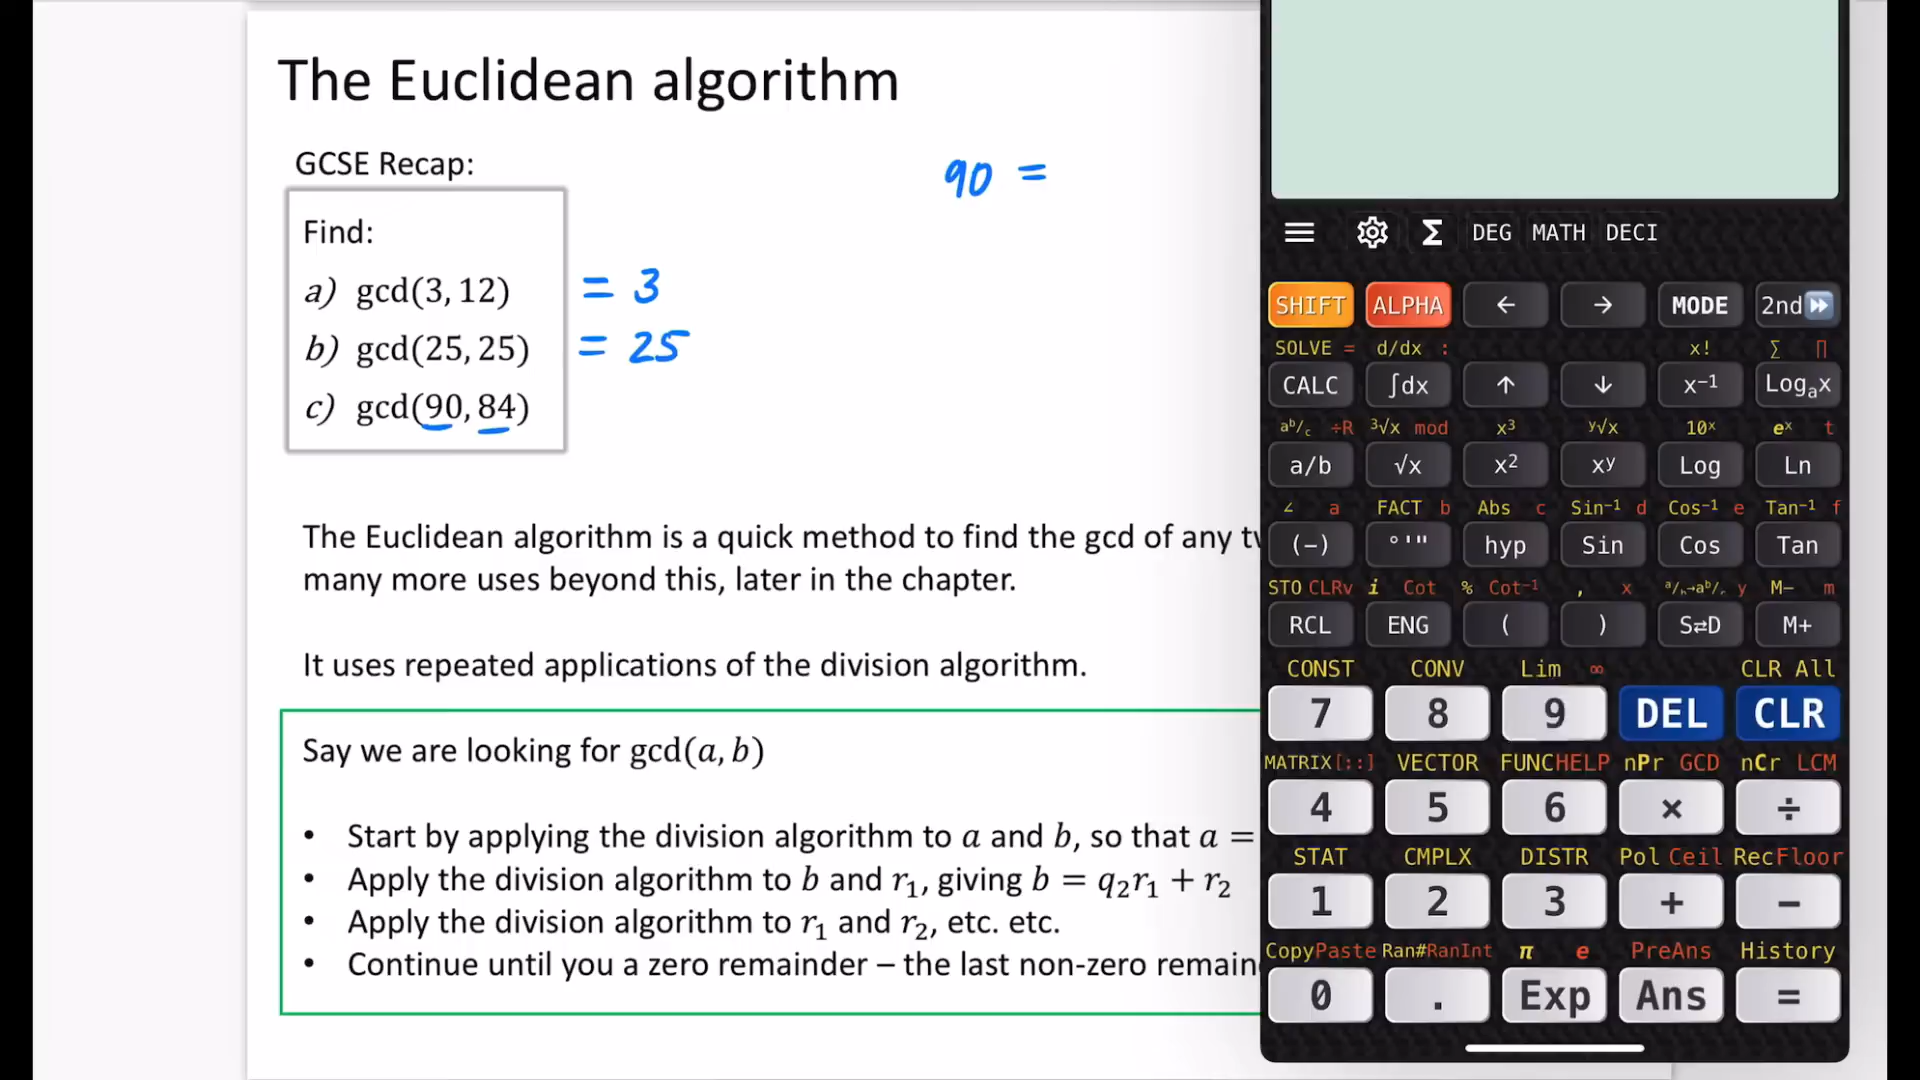 The Euclidean algorithm
GCSE Recap:
90 =
Find:
a) gcd(3, 12) = 3
b) gcd(25, 25) = 25
c) gcd(90, 84)
The Euclidean algorithm is a quick method to find the gcd of any
many more uses beyond this, later in the chapter.
It uses repeated applications of the division algorithm.
Say we are looking for gcd(a, b)
• Start by applying the division algorithm to a and b, so that a =
• Apply the division algorithm to b and r₁, giving b = q₂r₁ + r₂
• Apply the division algorithm to r₁ and r₂, etc. etc.
• Continue until you a zero remainder – the last non-zero remain
Σ DEG MATH DECI
SHIFT ALPHA ← → MODE 2nd
SOLVE = d/dx : x! ∑ ∏
CALC ∫dx ↑ ↓ x⁻¹ Logₐx
aᵇ/c ÷R ³√x mod x³ ʸ√x 10ˣ eˣ t
a/b √x x² xʸ Log Ln
∠ a FACT b Abs c Sin⁻¹ d Cos⁻¹ e Tan⁻¹ f
(−) °'" hyp Sin Cos Tan
STO CLRv i Cot % Cot⁻¹ , x y M− m
RCL ENG ( ) S⇄D M+
CONST CONV Lim ∞ CLR All
7 8 9 DEL CLR
MATRIX[::] VECTOR FUNCHELP nPr GCD nCr LCM
4 5 6 × ÷
STAT CMPLX DISTR Pol Ceil RecFloor
1 2 3 + −
CopyPaste Ran#RanInt π e PreAns History
0 . Exp Ans =